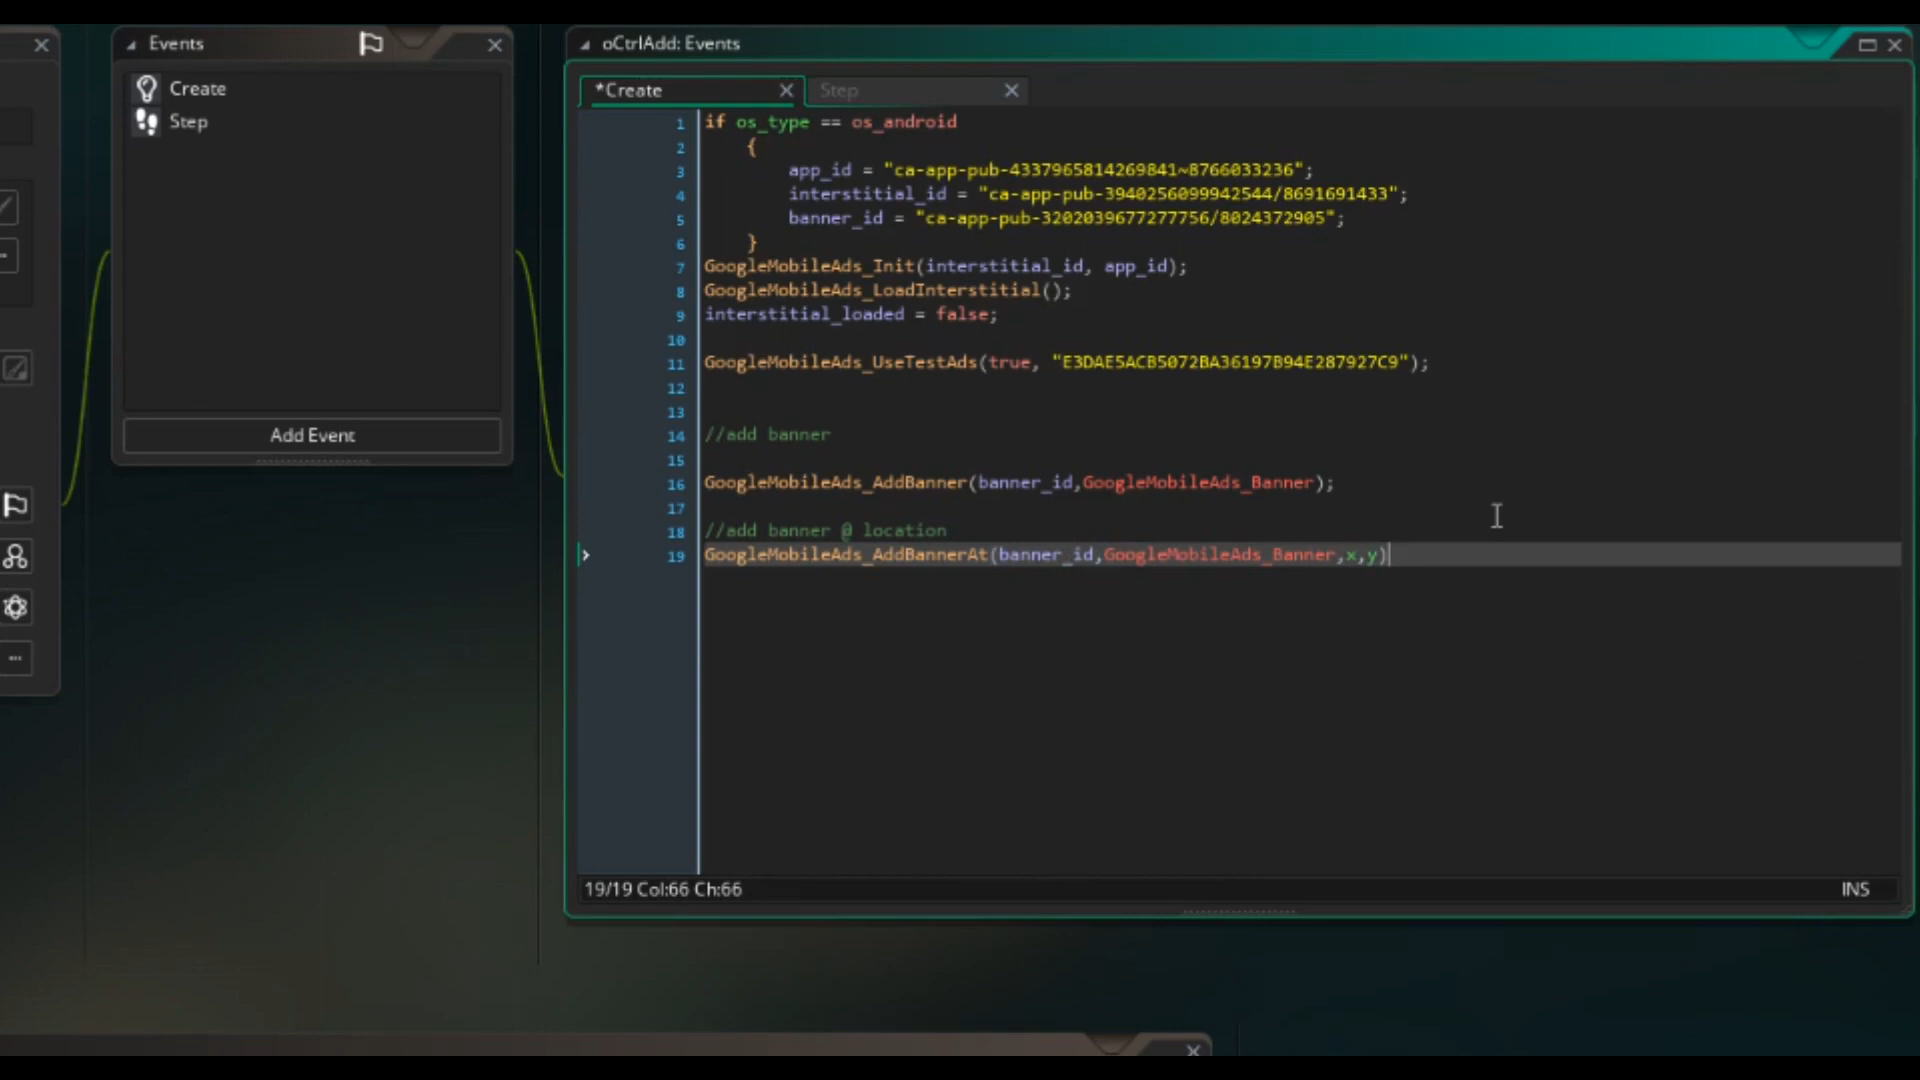 Events
Create
Step
Add Event
oCtrlAdd: Events
*Create
Step
1 if os_type == os_android
2 {
3 app_id = "ca-app-pub-4337965814269841~8766033236";
4 interstitial_id = "ca-app-pub-3940256099942544/8691691433";
5 banner_id = "ca-app-pub-3202039677277756/8024372905";
6 }
7 GoogleMobileAds_Init(interstitial_id, app_id);
8 GoogleMobileAds_LoadInterstitial();
9 interstitial_loaded = false;
10
11 GoogleMobileAds_UseTestAds(true, "E3DAE5ACB5072BA36197B94E287927C9");
12
13
14 //add banner
15
16 GoogleMobileAds_AddBanner(banner_id,GoogleMobileAds_Banner);
17
18 //add banner @ location
19 GoogleMobileAds_AddBannerAt(banner_id,GoogleMobileAds_Banner,x,y)
19/19 Col:66 Ch:66
INS